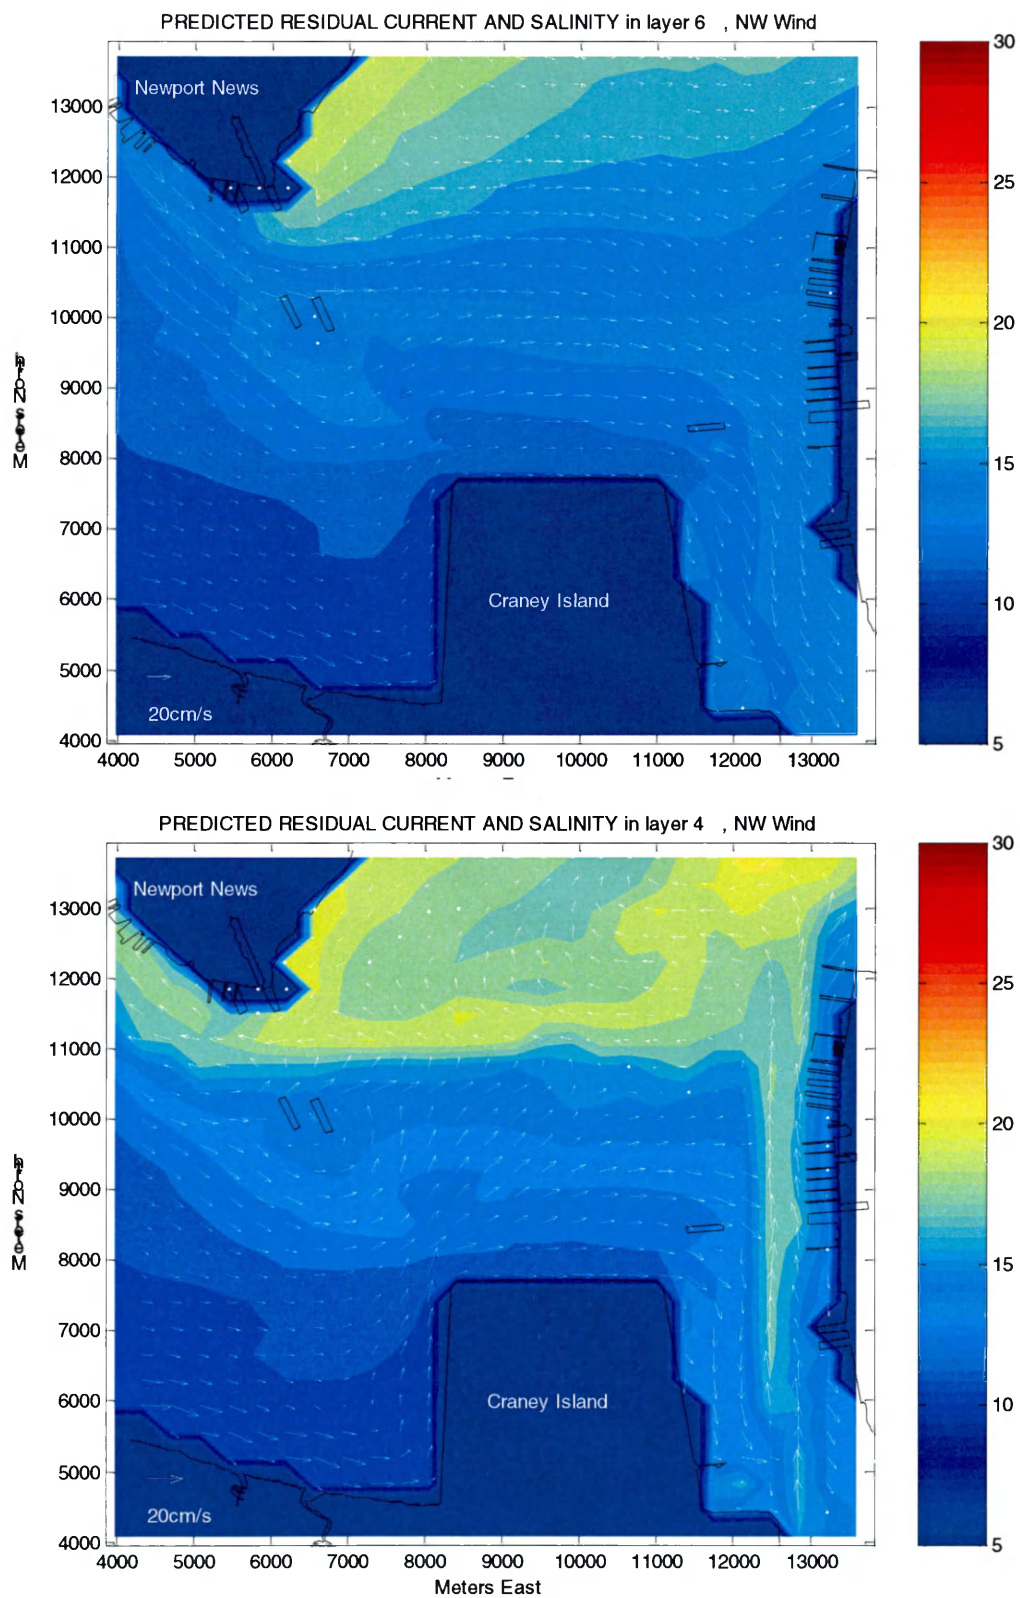 PREDICTED RESIDUAL CURRENT AND SALINITY in layer 6 , NW Wind
Newport News
13000
12000
11000
10000
9000
8000
7000
6000
5000
4000
Meters North
Craney Island
20cm/s
4000 5000 6000 7000 8000 9000 10000 11000 12000 13000
30
25
20
15
10
5
PREDICTED RESIDUAL CURRENT AND SALINITY in layer 4 , NW Wind
Newport News
13000
12000
11000
10000
9000
8000
7000
6000
5000
4000
Meters North
Craney Island
20cm/s
4000 5000 6000 7000 8000 9000 10000 11000 12000 13000
Meters East
30
25
20
15
10
5